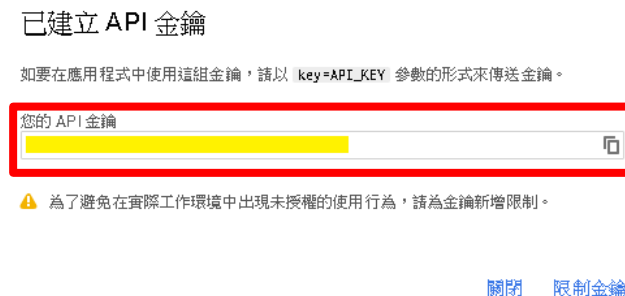 已建立 API 金鑰
如要在應用程式中使用這組金鑰，請以 key=API_KEY 參數的形式來傳送金鑰。
您的 API 金鑰
為了避免在實際工作環境中出現未授權的使用行為，請為金鑰新增限制。
關閉 限制金鑰